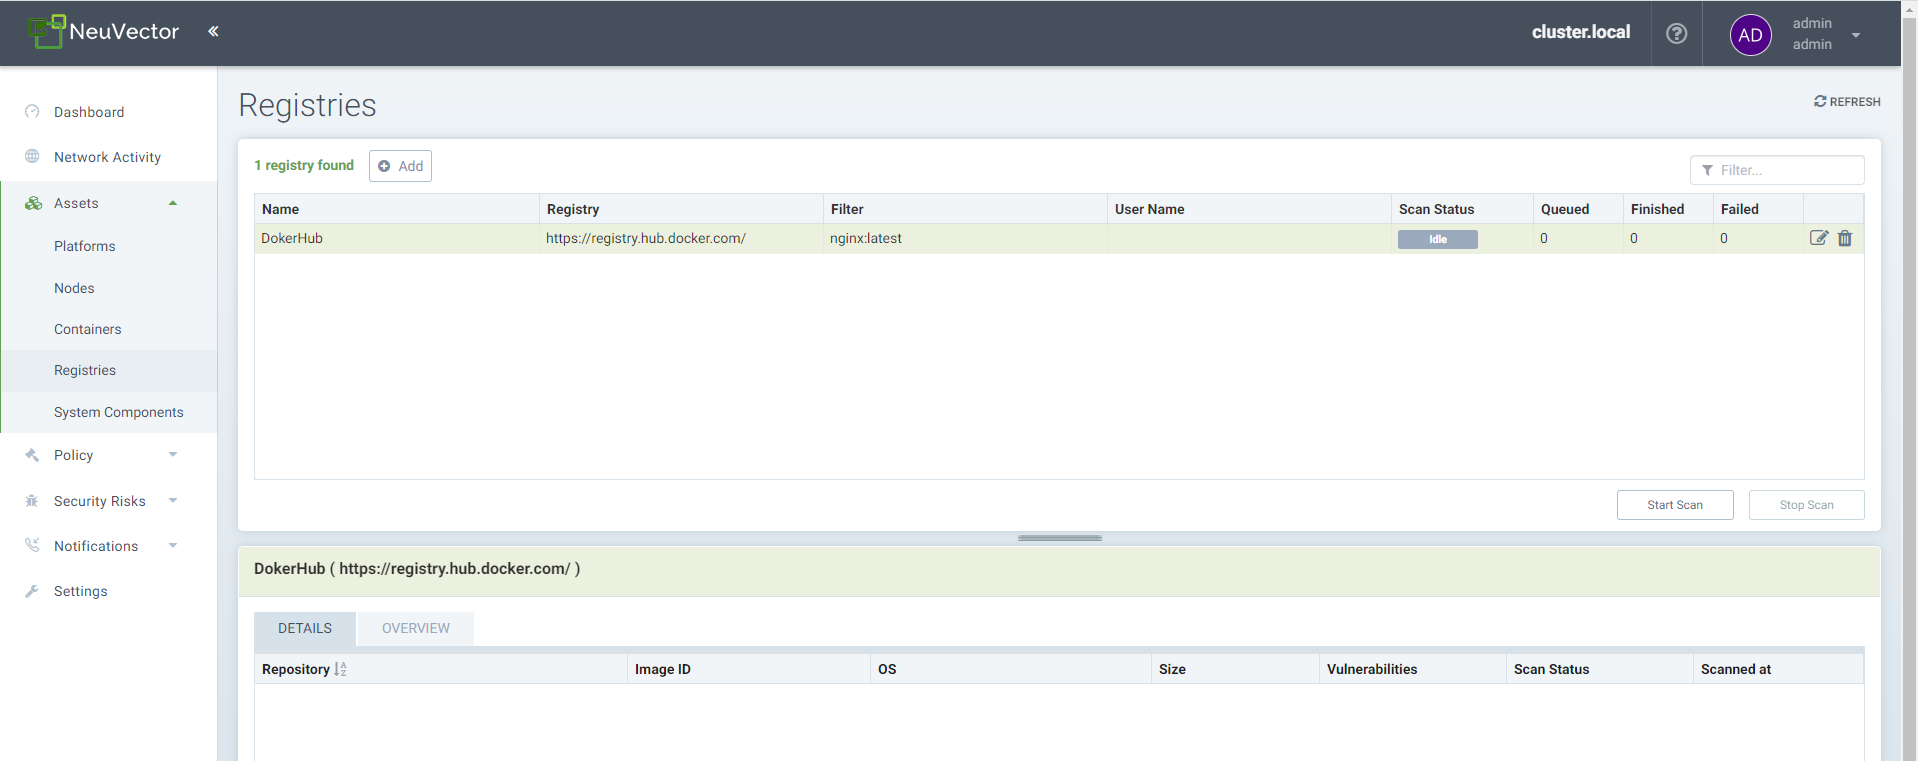 NeuVector «
cluster.local
?
AD
admin
admin
Dashboard
Network Activity
Assets
Platforms
Nodes
Containers
Registries
System Components
Policy
Security Risks
Notifications
Settings
Registries
REFRESH
1 registry found
Add
Filter...
Name Registry Filter User Name Scan Status Queued Finished Failed
DokerHub https://registry.hub.docker.com/ nginx:latest Idle 0 0 0
Start Scan Stop Scan
DokerHub ( https://registry.hub.docker.com/ )
DETAILS OVERVIEW
Repository Image ID OS Size Vulnerabilities Scan Status Scanned at